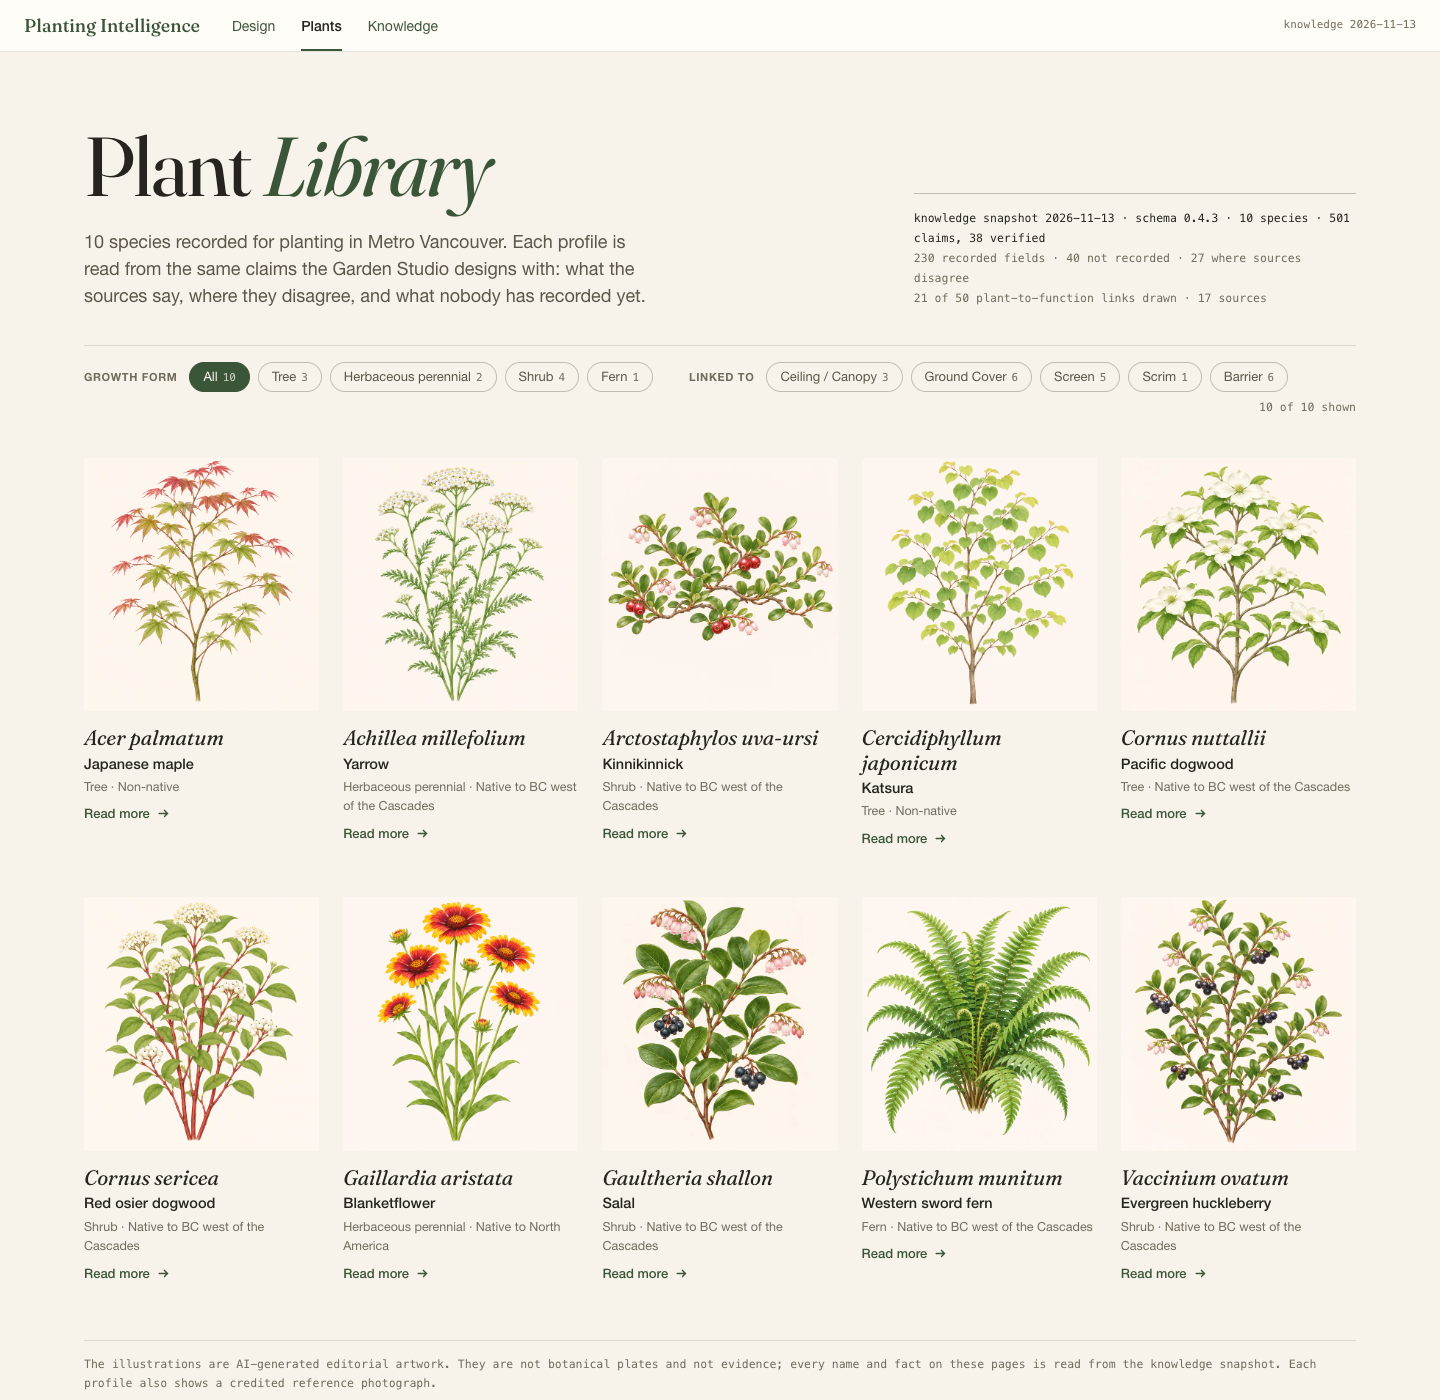 Planting Intelligence
Design
Plants
Knowledge
knowledge 2026-11-13
Plant Library
10 species recorded for planting in Metro Vancouver. Each profile is
read from the same claims the Garden Studio designs with: what the
sources say, where they disagree, and what nobody has recorded yet.
knowledge snapshot 2026-11-13 · schema 0.4.3 · 10 species · 501
claims, 38 verified
230 recorded fields · 40 not recorded · 27 where sources
disagree
21 of 50 plant-to-function links drawn · 17 sources
GROWTH FORM
All 10
Tree 3
Herbaceous perennial 2
Shrub 4
Fern 1
LINKED TO
Ceiling / Canopy 3
Ground Cover 6
Screen 5
Scrim 1
Barrier 6
10 of 10 shown
Acer palmatum
Japanese maple
Tree · Non-native
Read more →
Achillea millefolium
Yarrow
Herbaceous perennial · Native to BC west
of the Cascades
Read more →
Arctostaphylos uva-ursi
Kinnikinnick
Shrub · Native to BC west of the
Cascades
Read more →
Cercidiphyllum
japonicum
Katsura
Tree · Non-native
Read more →
Cornus nuttallii
Pacific dogwood
Tree · Native to BC west of the Cascades
Read more →
Cornus sericea
Red osier dogwood
Shrub · Native to BC west of the
Cascades
Read more →
Gaillardia aristata
Blanketflower
Herbaceous perennial · Native to North
America
Read more →
Gaultheria shallon
Salal
Shrub · Native to BC west of the
Cascades
Read more →
Polystichum munitum
Western sword fern
Fern · Native to BC west of the Cascades
Read more →
Vaccinium ovatum
Evergreen huckleberry
Shrub · Native to BC west of the
Cascades
Read more →
The illustrations are AI-generated editorial artwork. They are not botanical plates and not evidence; every name and fact on these pages is read from the knowledge snapshot. Each
profile also shows a credited reference photograph.